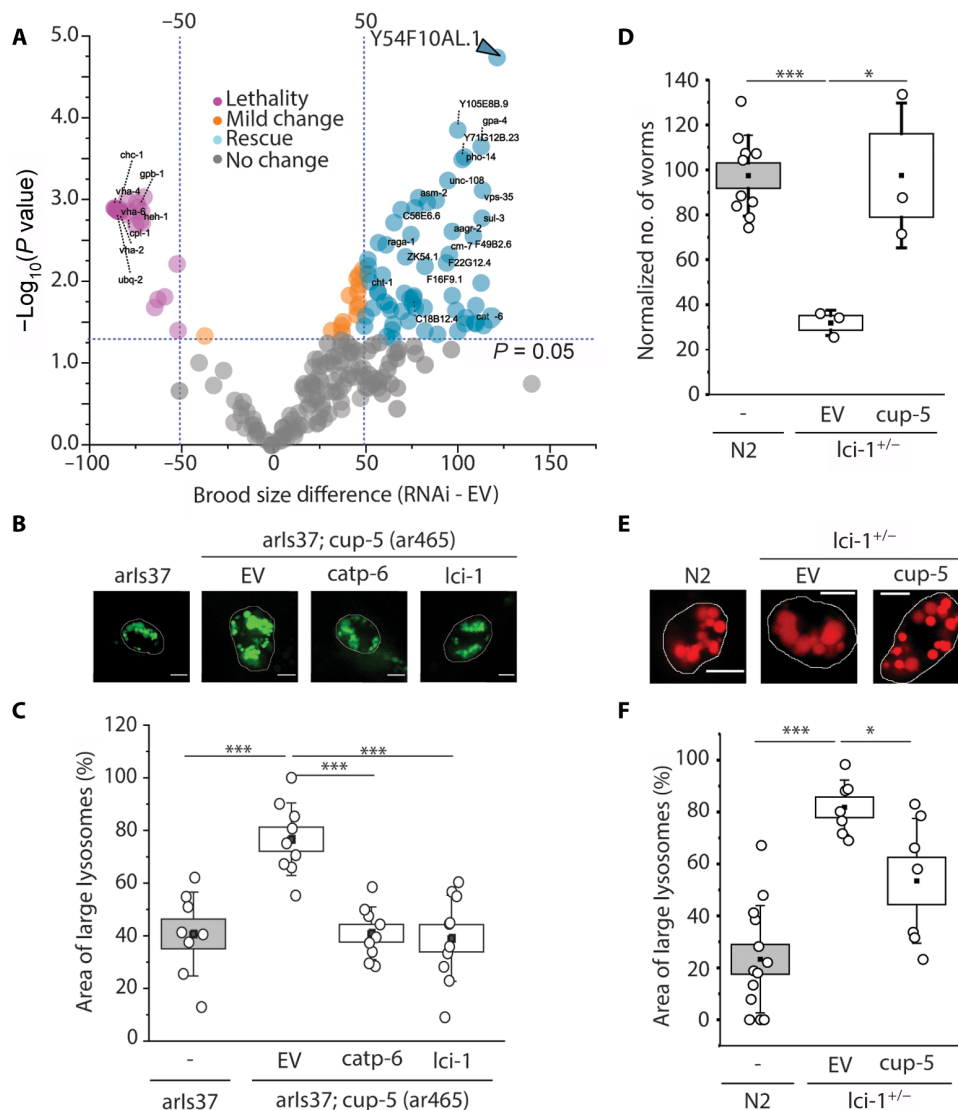 A
−50
50
Y54F10AL.1
5.0
4.0
3.0
2.0
1.0
0.0
−Log10(P value)
Lethality
Mild change
Rescue
No change
chc-1
gpb-1
vha-4
vha-6
heh-1
cpl-1
vha-2
ubq-2
Y105E8B.9
gpa-4
Y71G12B.23
pho-14
unc-108
asm-2
vps-35
C56E6.6
sul-3
aagr-2
raga-1
cm-7
F49B2.6
ZK54.1
F22G12.4
cht-1
F16F9.1
C18B12.4
cat -6
P = 0.05
−100
−50
0
50
100
150
Brood size difference (RNAi - EV)
B
arIs37; cup-5 (ar465)
arIs37
EV
catp-6
lci-1
C
Area of large lysosomes (%)
120
100
80
60
40
20
0
***
***
***
-
EV
catp-6
lci-1
arIs37
arIs37; cup-5 (ar465)
D
Normalized no. of worms
140
120
100
80
60
40
20
0
***
*
-
EV
cup-5
N2
lci-1+/−
E
lci-1+/−
N2
EV
cup-5
F
Area of large lysosomes (%)
100
80
60
40
20
0
***
*
-
EV
cup-5
N2
lci-1+/−